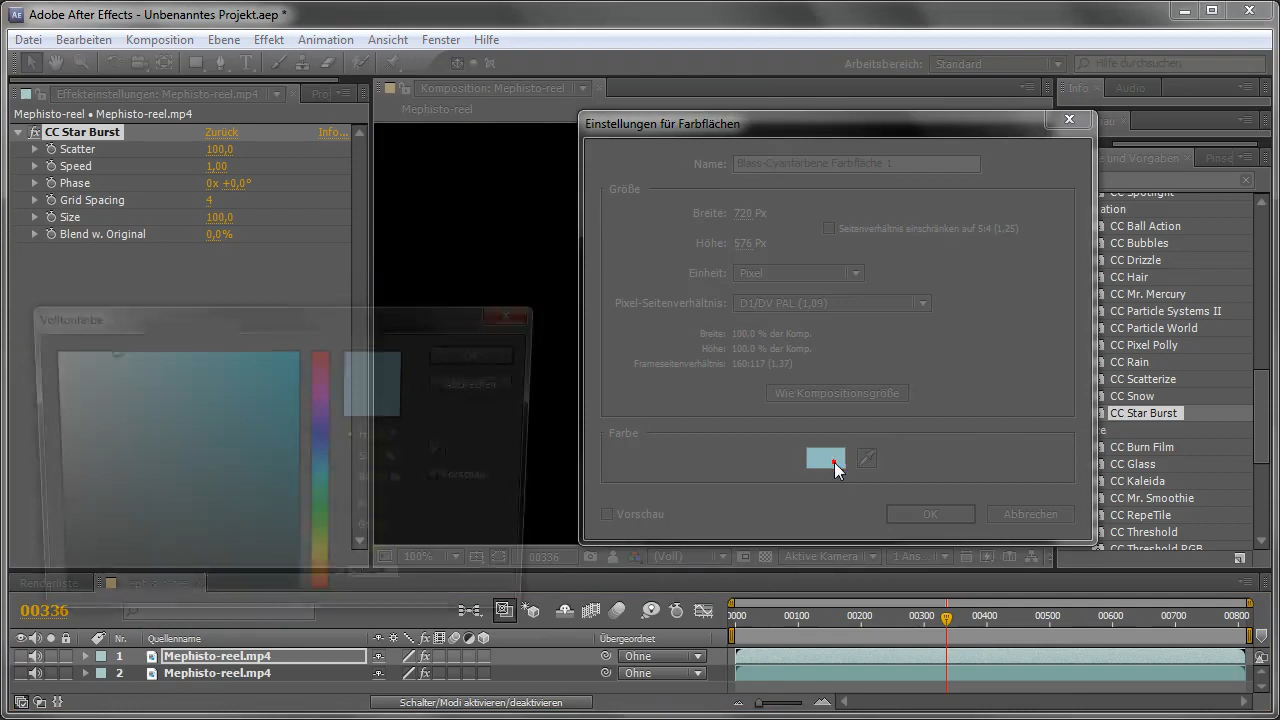 Adobe After Effects - Unbenanntes Projekt.aep *
Datei Bearbeiten Komposition Ebene Effekt Animation Ansicht Fenster Hilfe
Arbeitsbereich: Standard Hilfe durchsuchen
Effekteinstellungen: Mephisto-reel.mp4
Komposition: Mephisto-reel
Info Audio
Mephisto-reel • Mephisto-reel.mp4
Mephisto-reel
CC Star Burst Zurück Info...
Scatter 100,0
Speed 1,00
Phase 0x +0,0°
Grid Spacing 4
Size 100,0
Blend w. Original 0,0%
Vollfonfarbe
OK
Abbrechen
Vorschau
Einstellungen für Farbflächen
Name: Blass-Cyanfarbene Farbfläche 1
Größe
Breite: 720 Px
Seitenverhältnis einschränken auf 5:4 (1,25)
Höhe: 576 Px
Einheit: Pixel
Pixel-Seitenverhältnis: D1/DV PAL (1,09)
Breite: 100.0 % der Komp.
Höhe: 100.0 % der Komp.
Frameseitenverhältnis: 160:117 (1,37)
Wie Kompositionsgröße
Farbe
Vorschau OK Abbrechen
und Vorgaben Pinse
CC Ball Action
CC Bubbles
CC Drizzle
CC Hair
CC Mr. Mercury
CC Particle Systems II
CC Particle World
CC Pixel Polly
CC Rain
CC Scatterize
CC Snow
CC Star Burst
CC Burn Film
CC Glass
CC Kaleida
CC Mr. Smoothie
CC RepeTile
CC Threshold
CC Threshold RGB
100% 00336 (Voll) Aktive Kamera 1 Ans...
Renderliste
00336
0000 00100 00200 00300 00400 00500 00600 00700 00800
Nr. Quellenname Übergeordnet
1 Mephisto-reel.mp4 Ohne
2 Mephisto-reel.mp4 Ohne
Schalter/Modi aktivieren/deaktivieren